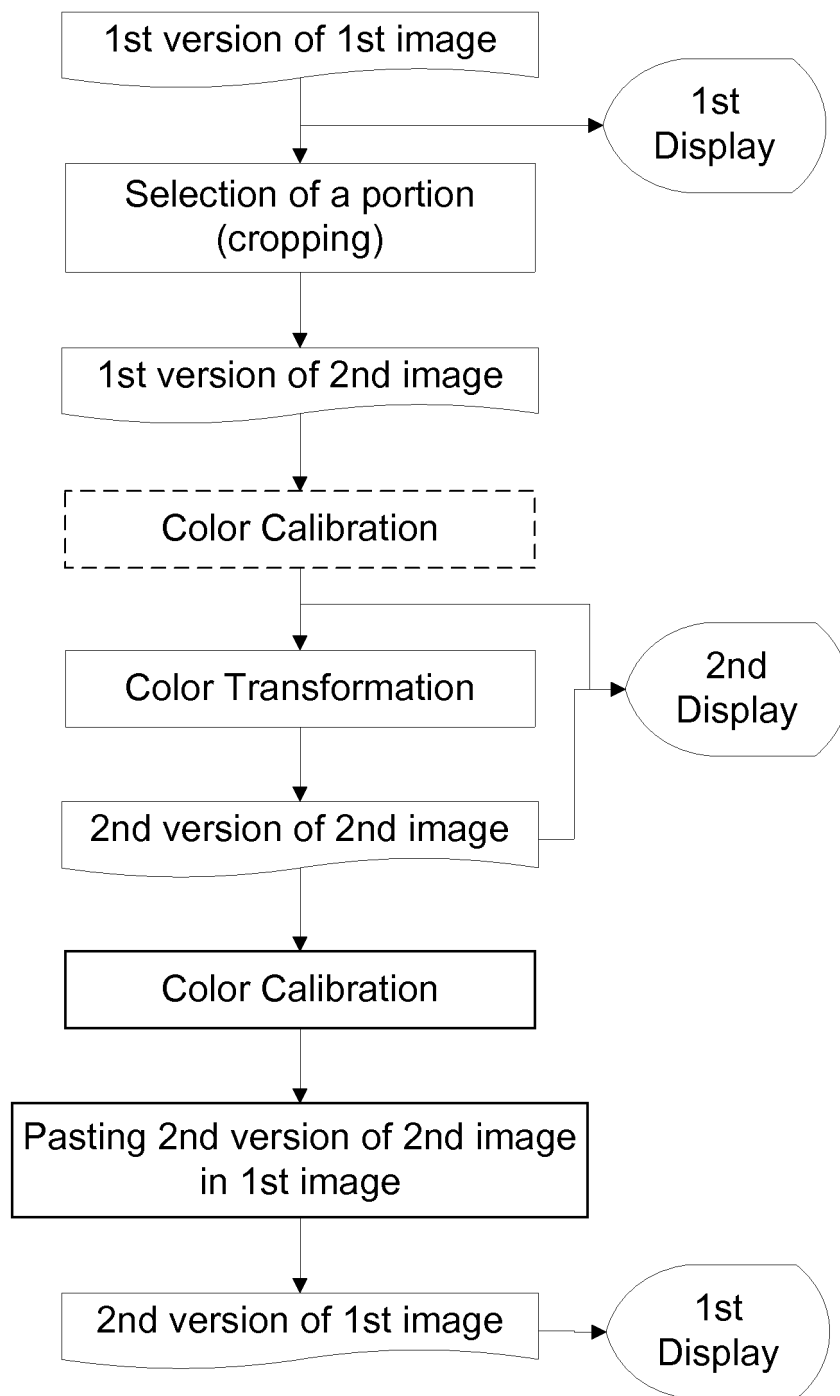 1st version of 1st image
1st
Display
Selection of a portion
(cropping)
1st version of 2nd image
Color Calibration
Color Transformation
2nd
Display
2nd version of 2nd image
Color Calibration
Pasting 2nd version of 2nd image
in 1st image
2nd version of 1st image
1st
Display